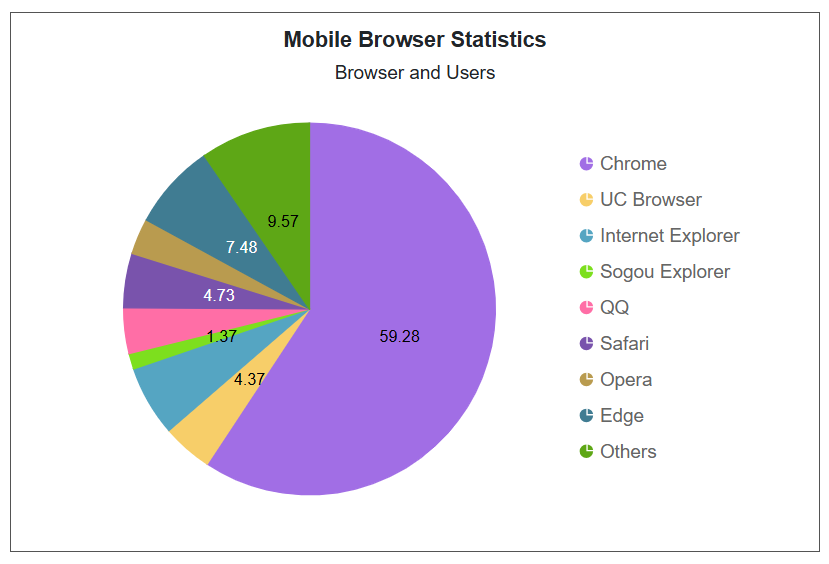 Mobile Browser Statistics
Browser and Users
9.57
7.48
4.73
1.37
4.37
59.28
Chrome
UC Browser
Internet Explorer
Sogou Explorer
QQ
Safari
Opera
Edge
Others